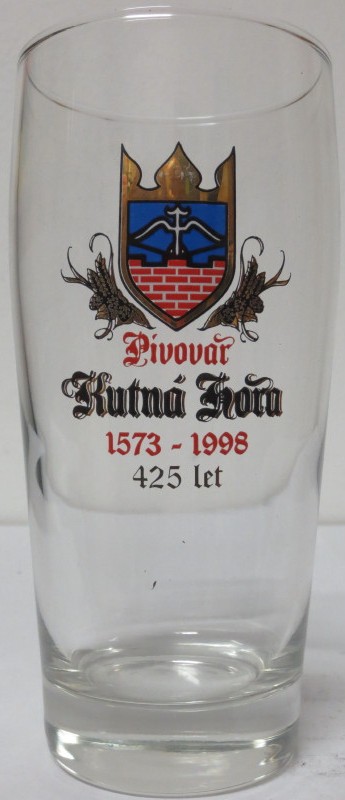 Pivovar
Kutná Hora
1573 - 1998
425 let